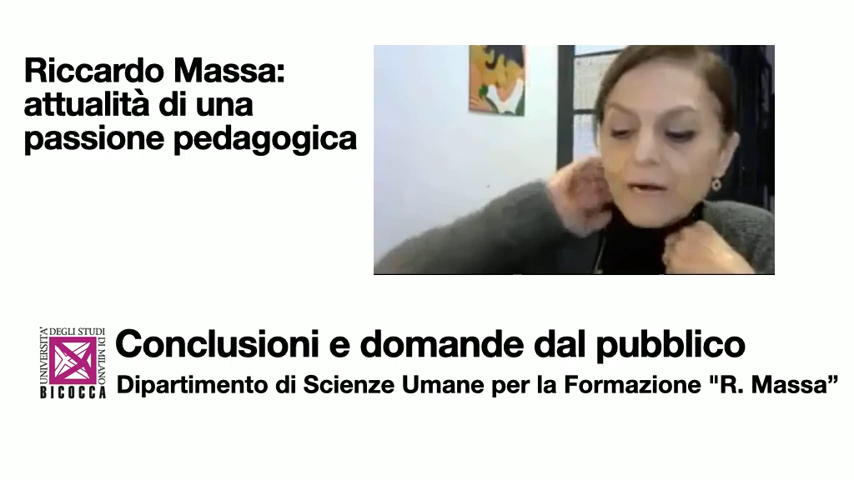 Riccardo Massa:
attualità di una
passione pedagogica
UNIVERSITA' DEGLI STUDI DI MILANO
BICOCCA
Conclusioni e domande dal pubblico
Dipartimento di Scienze Umane per la Formazione "R. Massa”